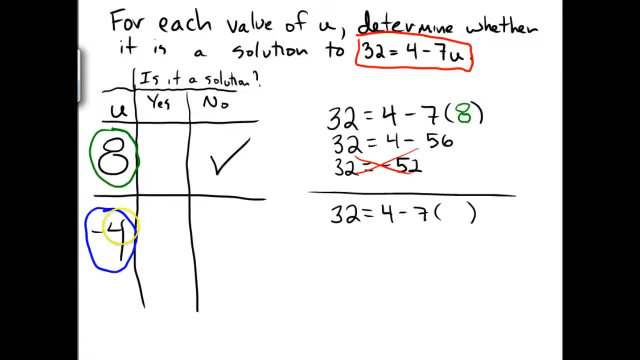 For each value of u, determine whether
it is a solution to 32 = 4 - 7u.
Is it a solution?
u Yes No
8 ✓
-4
32 = 4 - 7(8)
32 = 4 - 56
32 = -52
32 = 4 - 7( )